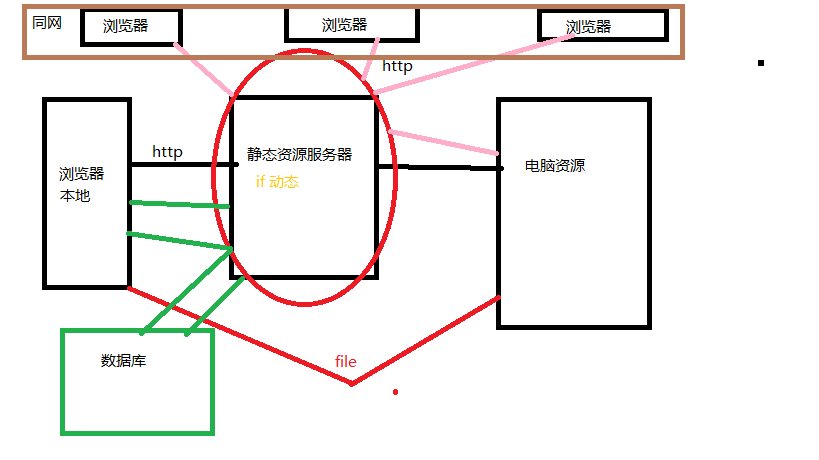 同网
浏览器
浏览器
浏览器
http
http
静态资源服务器
if 动态
浏览器
本地
电脑资源
数据库
file